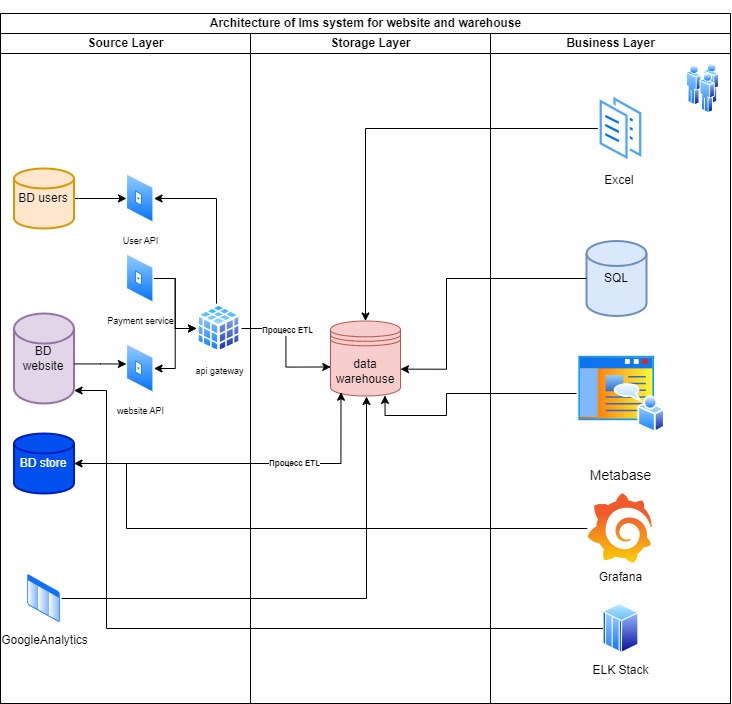 Architecture of lms system for website and warehouse
Source Layer
Storage Layer
Business Layer
Excel
BD users
User API
SQL
Payment service
Процесс ETL
BD
website
api gateway
data
warehouse
website API
BD store
Процесс ETL
Metabase
Grafana
GoogleAnalytics
ELK Stack